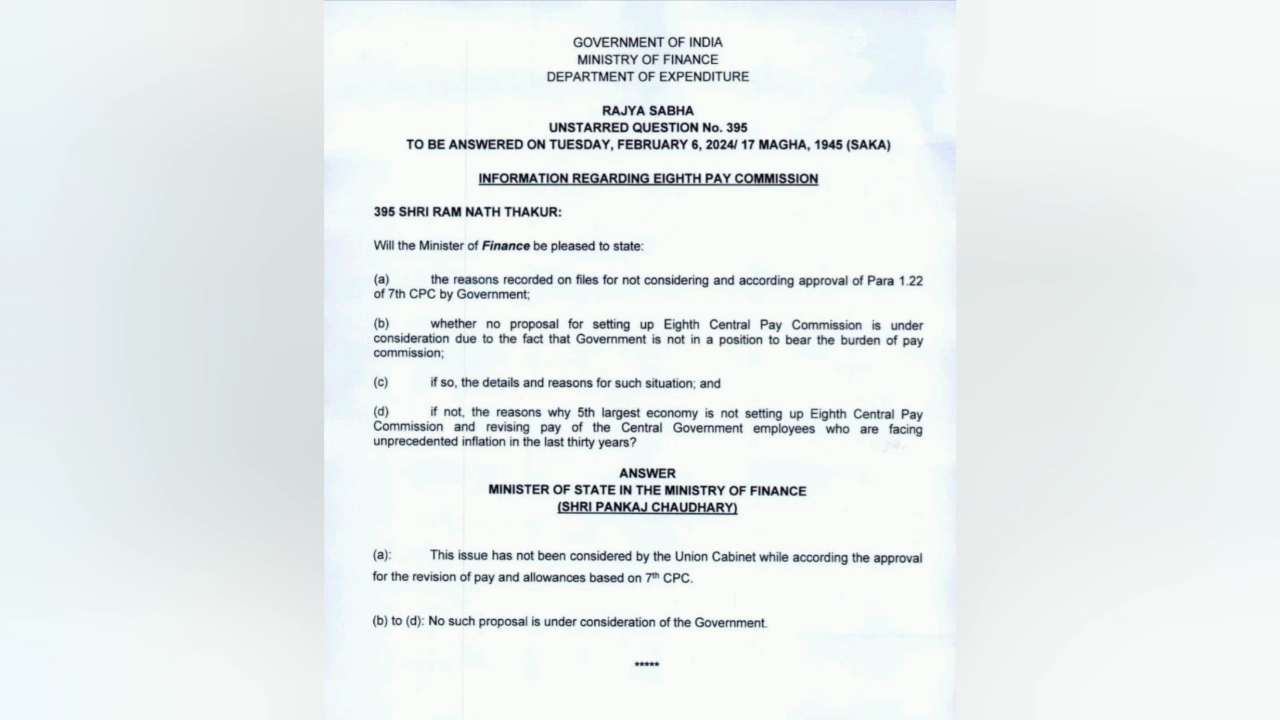 GOVERNMENT OF INDIA
MINISTRY OF FINANCE
DEPARTMENT OF EXPENDITURE
RAJYA SABHA
UNSTARRED QUESTION No. 395
TO BE ANSWERED ON TUESDAY, FEBRUARY 6, 2024/ 17 MAGHA, 1945 (SAKA)
INFORMATION REGARDING EIGHTH PAY COMMISSION
395 SHRI RAM NATH THAKUR:
Will the Minister of Finance be pleased to state:
(a) the reasons recorded on files for not considering and according approval of Para 1.22
of 7th CPC by Government;
(b) whether no proposal for setting up Eighth Central Pay Commission is under
consideration due to the fact that Government is not in a position to bear the burden of pay
commission;
(c) if so, the details and reasons for such situation; and
(d) if not, the reasons why 5th largest economy is not setting up Eighth Central Pay
Commission and revising pay of the Central Government employees who are facing
unprecedented inflation in the last thirty years?
ANSWER
MINISTER OF STATE IN THE MINISTRY OF FINANCE
(SHRI PANKAJ CHAUDHARY)
(a): This issue has not been considered by the Union Cabinet while according the approval
for the revision of pay and allowances based on 7th CPC.
(b) to (d): No such proposal is under consideration of the Government.
*****